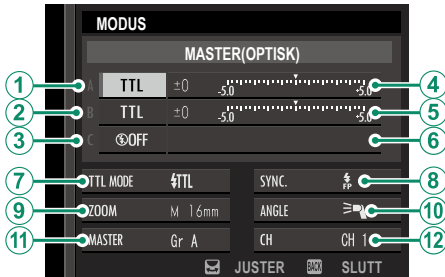 MODUS
MASTER(OPTISK)
1 A TTL ±0 -5.0 +5.0 4
2 B TTL ±0 -5.0 +5.0 5
3 C OFF 6
7 TTL MODE TTL SYNC. FP 8
9 ZOOM M 16mm ANGLE 10
11 MASTER Gr A CH CH 1 12
JUSTER BACK SLUTT